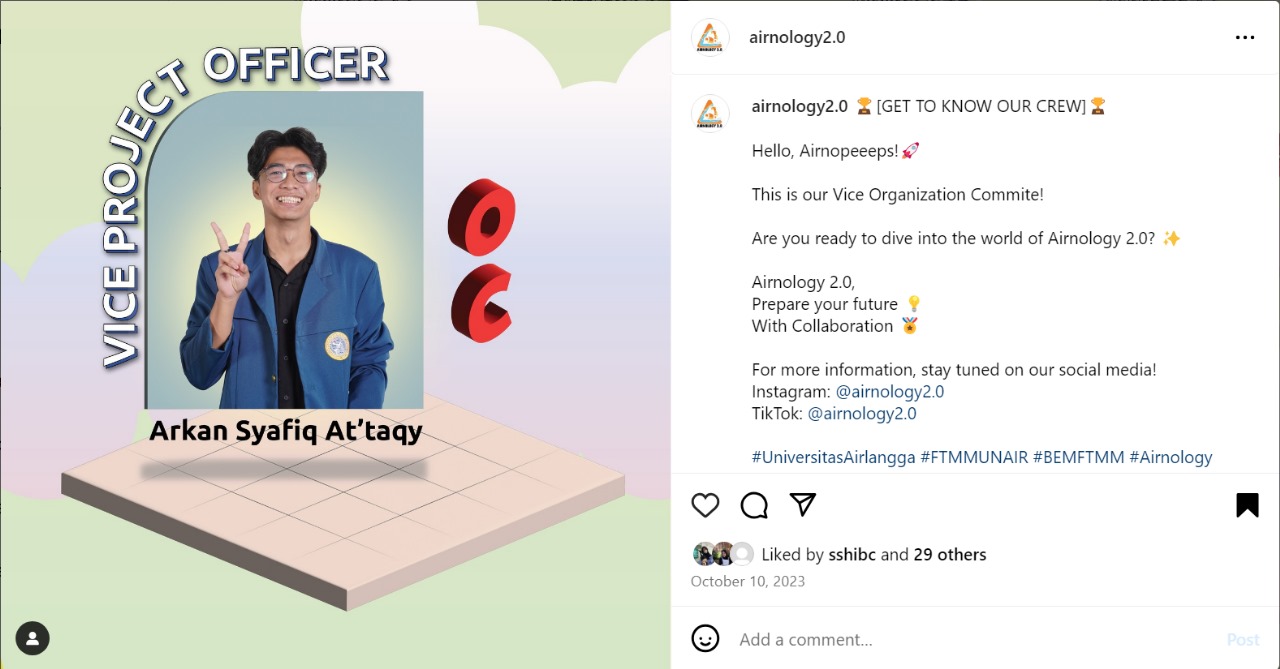 VICE PROJECT OFFICER
O
C
Arkan Syafiq At'taqy
airnology2.0
airnology2.0 🏆 [GET TO KNOW OUR CREW]🏆
Hello, Airnopeeeps!🚀
This is our Vice Organization Commite!
Are you ready to dive into the world of Airnology 2.0? ✨
Airnology 2.0,
Prepare your future 💡
With Collaboration 🏅
For more information, stay tuned on our social media!
Instagram: @airnology2.0
TikTok: @airnology2.0
#UniversitasAirlangga #FTMMUNAIR #BEMFTMM #Airnology
Liked by sshibc and 29 others
October 10, 2023
Add a comment...
Post